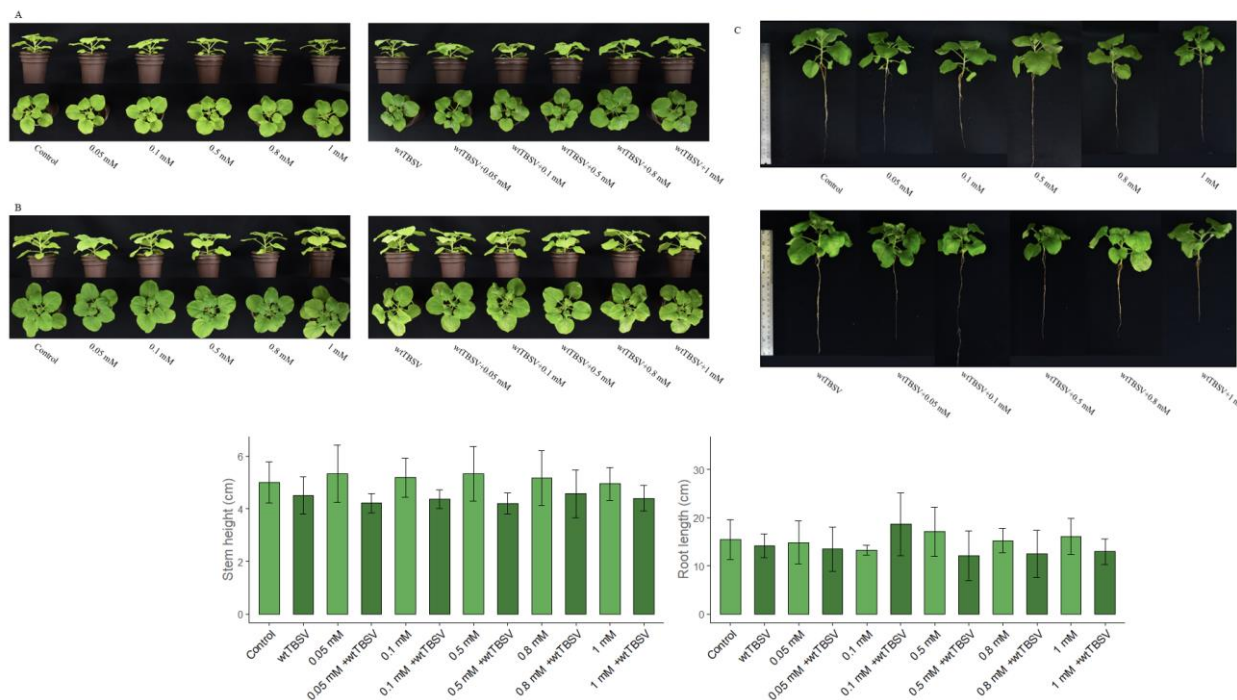 A
Control
0.05 mM
0.1 mM
0.5 mM
0.8 mM
1 mM
wtTBSV
wtTBSV+0.05 mM
wtTBSV+0.1 mM
wtTBSV+0.5 mM
wtTBSV+0.8 mM
wtTBSV+1 mM
B
Control
0.05 mM
0.1 mM
0.5 mM
0.8 mM
1 mM
wtTBSV
wtTBSV+0.05 mM
wtTBSV+0.1 mM
wtTBSV+0.5 mM
wtTBSV+0.8 mM
wtTBSV+1 mM
C
Control
0.05 mM
0.1 mM
0.5 mM
0.8 mM
1 mM
wtTBSV
wtTBSV+0.05 mM
wtTBSV+0.1 mM
wtTBSV+0.5 mM
wtTBSV+0.8 mM
wtTBSV+1 m
Stem height (cm)
6
4
2
0
Control
wtTBSV
0.05 mM
0.05 mM +wtTBSV
0.1 mM
0.1 mM +wtTBSV
0.5 mM
0.5 mM +wtTBSV
0.8 mM
0.8 mM +wtTBSV
1 mM
1 mM +wtTBSV
Root length (cm)
30
20
10
0
Control
wtTBSV
0.05 mM
0.05 mM +wtTBSV
0.1 mM
0.1 mM +wtTBSV
0.5 mM
0.5 mM +wtTBSV
0.8 mM
0.8 mM +wtTBSV
1 mM
1 mM +wtTBSV